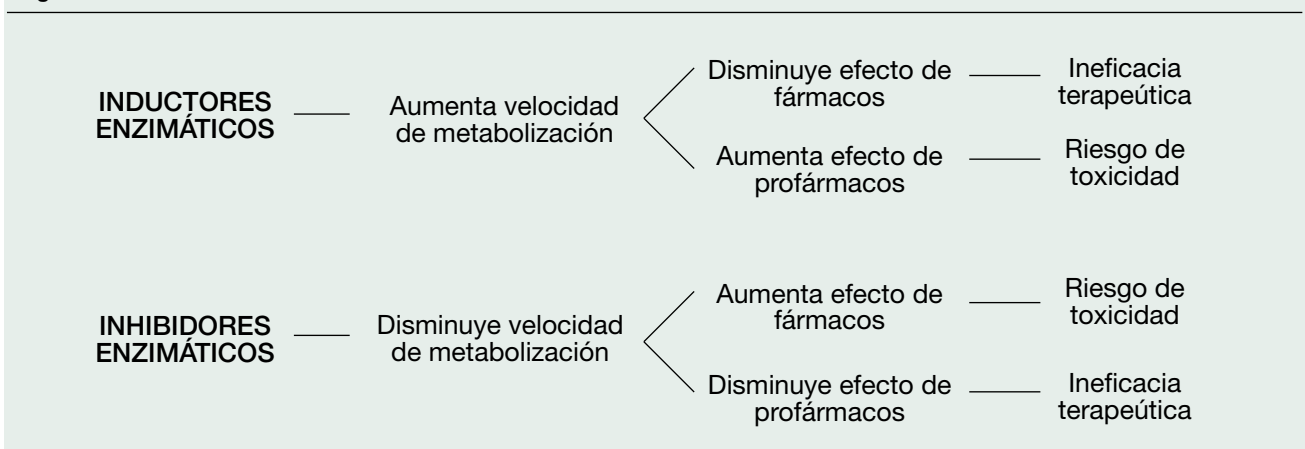 INDUCTORES
ENZIMÁTICOS
Aumenta velocidad
de metabolización
Disminuye efecto de
fármacos
Ineficacia
terapeútica
Aumenta efecto de
profármacos
Riesgo de
toxicidad
INHIBIDORES
ENZIMÁTICOS
Disminuye velocidad
de metabolización
Aumenta efecto de
fármacos
Riesgo de
toxicidad
Disminuye efecto de
profármacos
Ineficacia
terapeútica